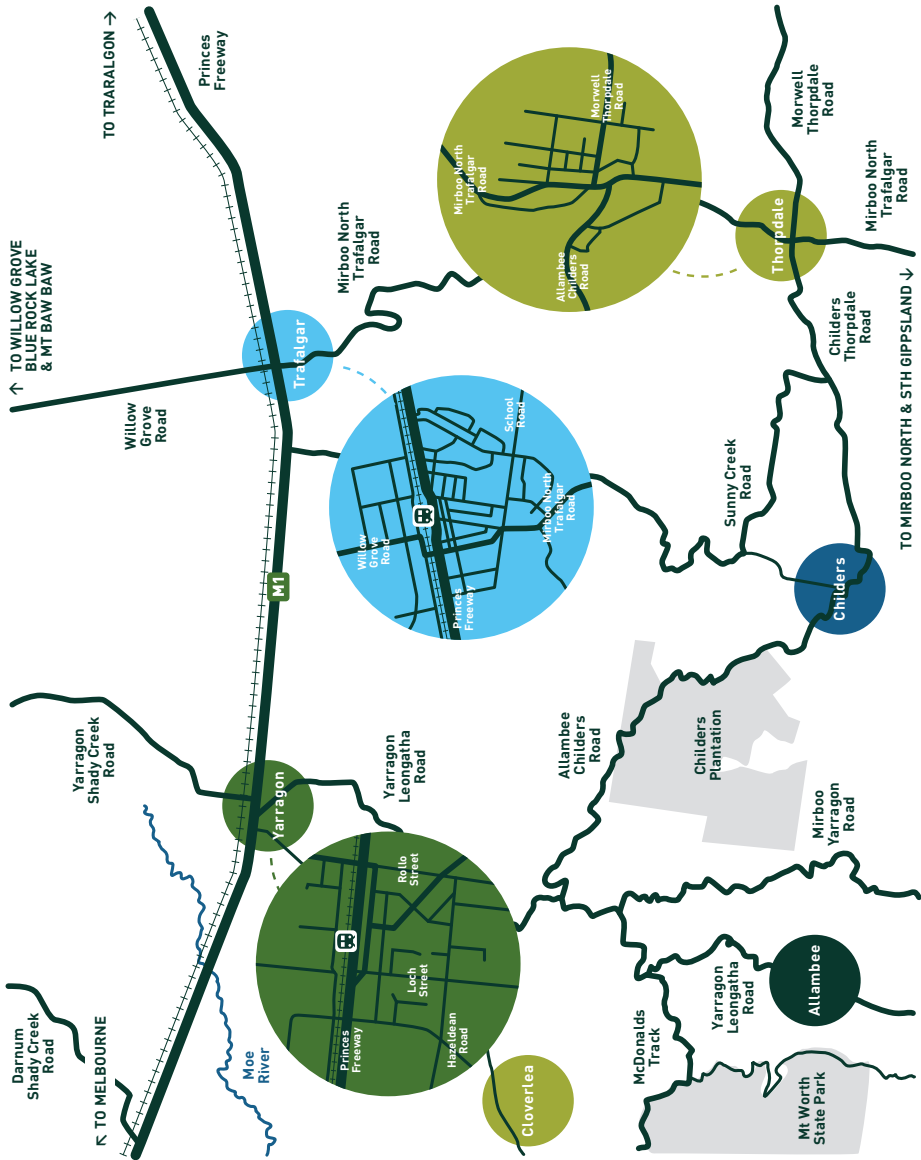 TO TRARALGON →
Princes
Freeway
↑ TO WILLOW GROVE
BLUE ROCK LAKE
& MT BAW BAW
Willow
Grove
Road
Trafalgar
Mirboo North
Trafalgar
Road
Mirboo North
Trafalgar
Road
Morwell
Thorpdale
Road
Allambee
Childers
Road
Thorpdale
Morwell
Thorpdale
Road
Mirboo North
Trafalgar
Road
Childers
Thorpdale
Road
TO MIRBOO NORTH & STH GIPPSLAND ↓
Sunny Creek
Road
Childers
School
Road
Willow
Grove
Road
Mirboo North
Trafalgar
Road
Princes
Freeway
M1
Yarragon
Shady Creek
Road
Yarragon
Yarragon
Leongatha
Road
Allambee
Childers
Road
Childers
Plantation
Mirboo
Yarragon
Road
Rollo
Street
Loch
Street
Princes
Freeway
Hazeldean
Road
Moe
River
Darnum
Shady Creek
Road
↖ TO MELBOURNE
Cloverlea
McDonalds
Track
Yarragon
Leongatha
Road
Allambee
Mt Worth
State Park